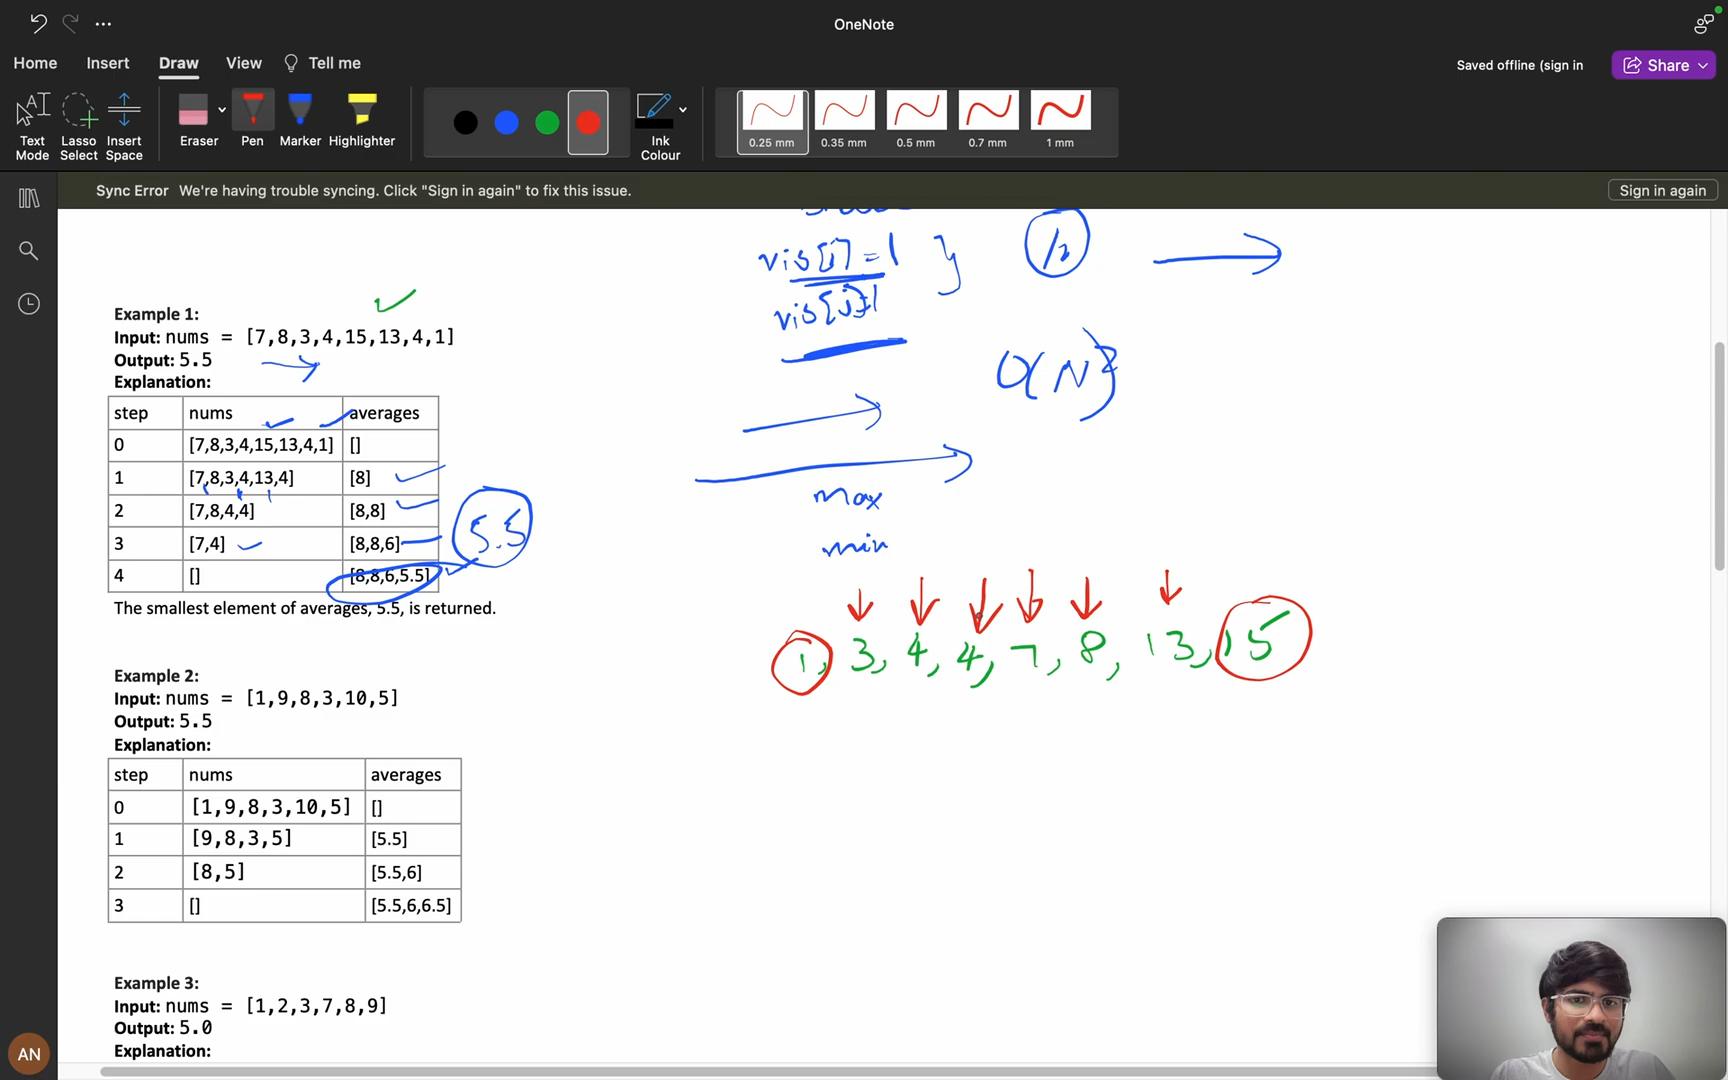 OneNote
Home Insert Draw View Tell me
Saved offline (sign in
Share
Text Mode
Lasso Select
Insert Space
Eraser
Pen
Marker
Highlighter
Ink Colour
0.25 mm
0.35 mm
0.5 mm
0.7 mm
1 mm
Sync Error We're having trouble syncing. Click "Sign in again" to fix this issue.
Sign in again
vis[i]=1 }
vis[j]=1
O(N)
max
min
1, 3, 4, 4, 7, 8, 13, 15
Example 1:
Input: nums = [7,8,3,4,15,13,4,1]
Output: 5.5
Explanation:
step nums averages
0 [7,8,3,4,15,13,4,1] []
1 [7,8,3,4,13,4] [8]
2 [7,8,4,4] [8,8]
3 [7,4] [8,8,6]
4 [] [8,8,6,5.5]
5.5
The smallest element of averages, 5.5, is returned.
Example 2:
Input: nums = [1,9,8,3,10,5]
Output: 5.5
Explanation:
step nums averages
0 [1,9,8,3,10,5] []
1 [9,8,3,5] [5.5]
2 [8,5] [5.5,6]
3 [] [5.5,6,6.5]
Example 3:
Input: nums = [1,2,3,7,8,9]
Output: 5.0
Explanation:
AN